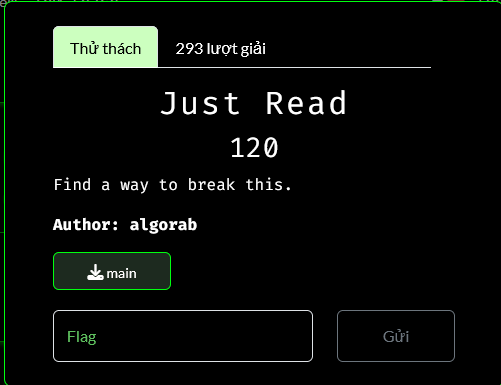 Thử thách
293 lượt giải
Just Read
120
Find a way to break this.
Author: algorab
main
Flag
Gửi